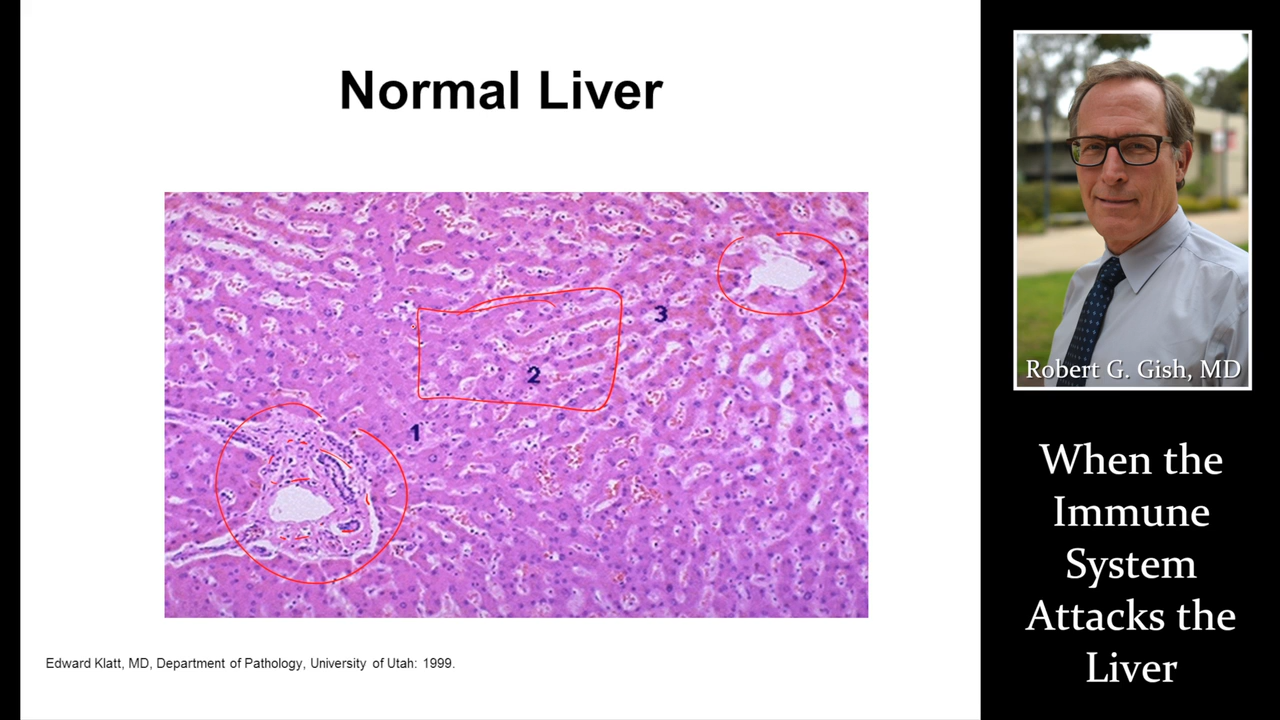 Normal Liver
1
2
3
Edward Klatt, MD, Department of Pathology, University of Utah: 1999.
Robert G. Gish, MD
When the
Immune
System
Attacks the
Liver